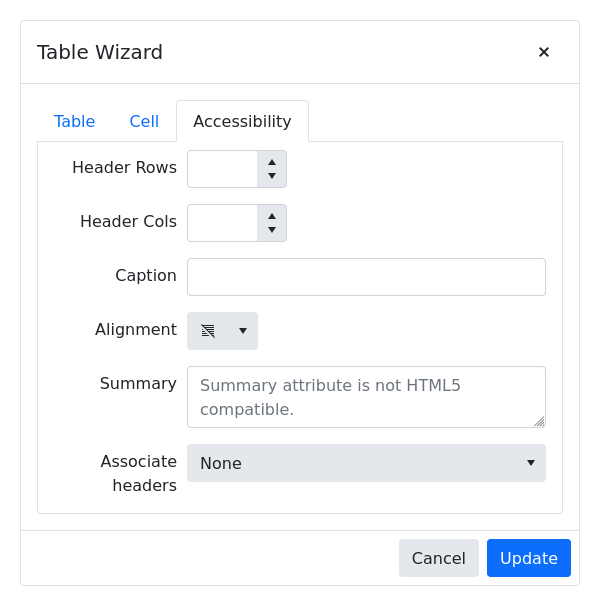 Table Wizard
Table
Cell
Accessibility
Header Rows
Header Cols
Caption
Alignment
Summary
Summary attribute is not HTML5
compatible.
Associate
headers
None
Cancel
Update